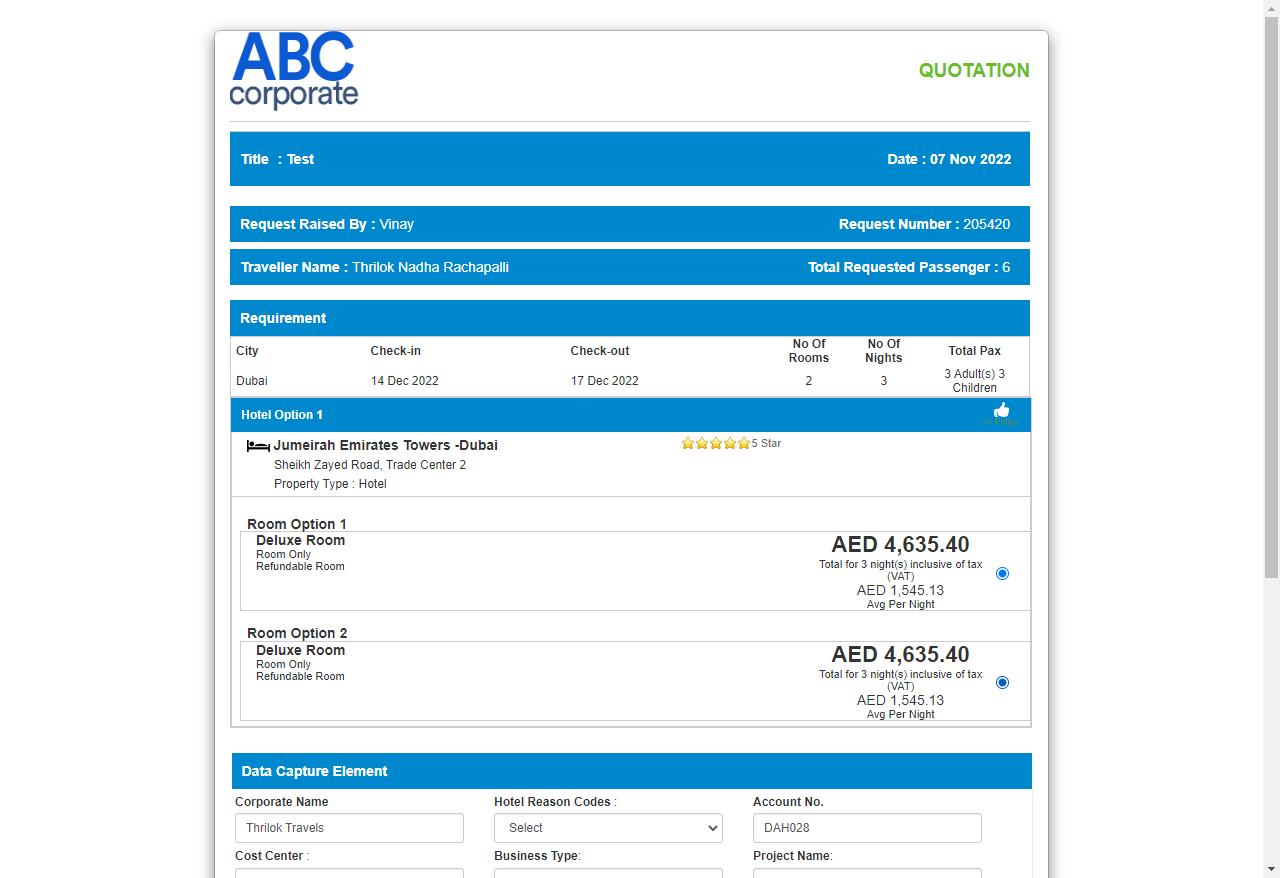 ABC
corporate
QUOTATION
Title : Test
Date : 07 Nov 2022
Request Raised By : Vinay
Request Number : 205420
Traveller Name : Thrilok Nadha Rachapalli
Total Requested Passenger : 6
Requirement
City Check-in Check-out No Of Rooms No Of Nights Total Pax
Dubai 14 Dec 2022 17 Dec 2022 2 3 3 Adult(s) 3 Children
Hotel Option 1
In Policy
Jumeirah Emirates Towers -Dubai
5 Star
Sheikh Zayed Road, Trade Center 2
Property Type : Hotel
Room Option 1
Deluxe Room
Room Only
Refundable Room
AED 4,635.40
Total for 3 night(s) inclusive of tax
(VAT)
AED 1,545.13
Avg Per Night
Room Option 2
Deluxe Room
Room Only
Refundable Room
AED 4,635.40
Total for 3 night(s) inclusive of tax
(VAT)
AED 1,545.13
Avg Per Night
Data Capture Element
Corporate Name Hotel Reason Codes : Account No.
Thrilok Travels Select DAH028
Cost Center : Business Type: Project Name: